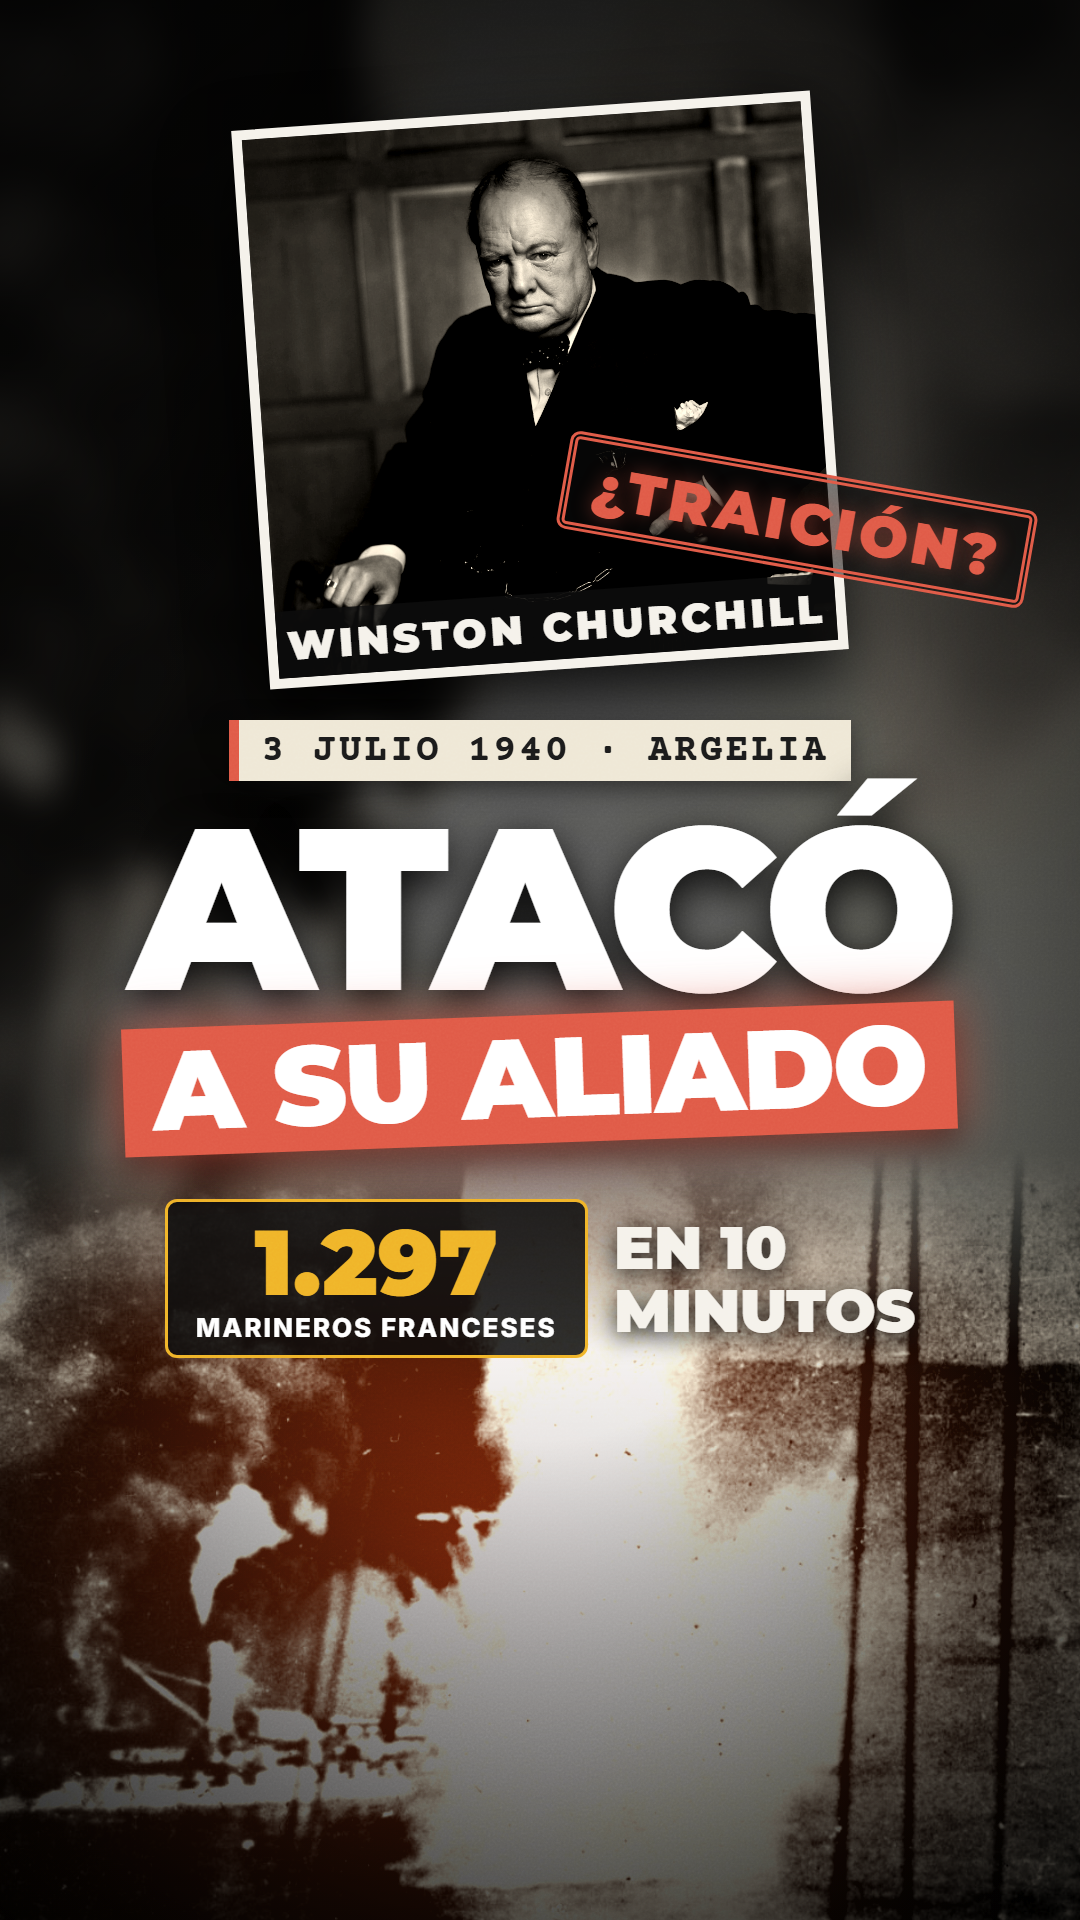 ¿TRAICIÓN?
WINSTON CHURCHILL
3 JULIO 1940 · ARGELIA
ATACÓ
A SU ALIADO
1.297
MARINEROS FRANCESES
EN 10
MINUTOS